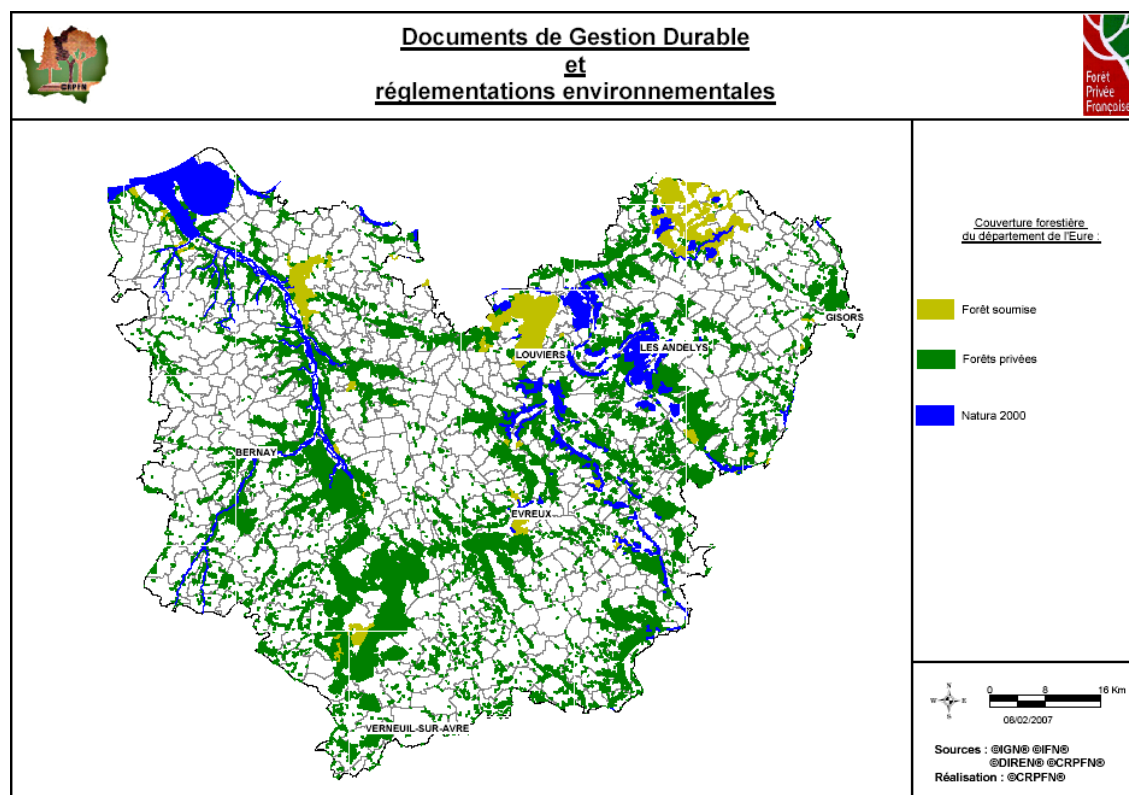 Documents de Gestion Durable
et
réglementations environnementales
CRPFN
Forêt
Privée
Française
Couverture forestière
du département de l'Eure :
Forêt soumise
Forêts privées
Natura 2000
GISORS
LOUVIERS
LES ANDELYS
BERNAY
EVREUX
VERNEUIL-SUR-AVRE
N
W E
S
0 8 16 Km
08/02/2007
Sources : ©IGN® ©IFN®
©DIREN® ©CRPFN®
Réalisation : ©CRPFN®